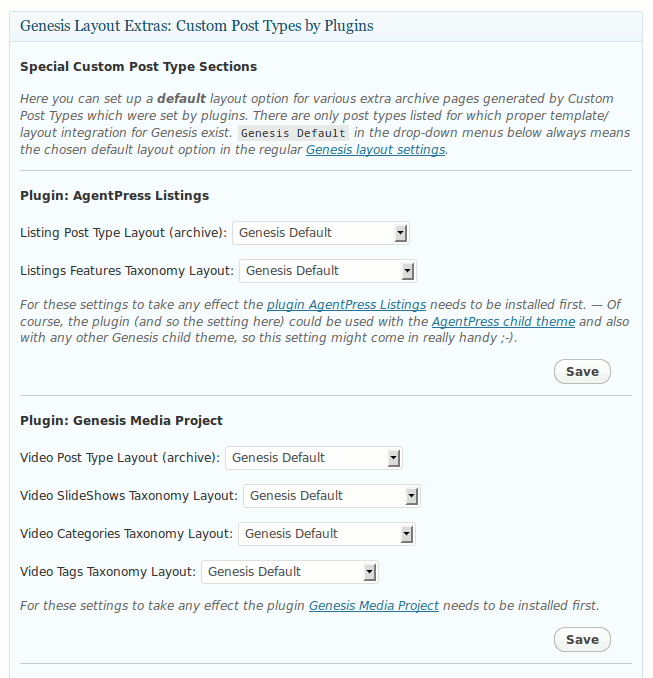 Genesis Layout Extras: Custom Post Types by Plugins
Special Custom Post Type Sections
Here you can set up a default layout option for various extra archive pages generated by Custom
Post Types which were set by plugins. There are only post types listed for which proper template/
layout integration for Genesis exist. Genesis Default in the drop-down menus below always means
the chosen default layout option in the regular Genesis layout settings.
Plugin: AgentPress Listings
Listing Post Type Layout (archive): Genesis Default
Listings Features Taxonomy Layout: Genesis Default
For these settings to take any effect the plugin AgentPress Listings needs to be installed first. — Of
course, the plugin (and so the setting here) could be used with the AgentPress child theme and also
with any other Genesis child theme, so this setting might come in really handy ;-).
Save
Plugin: Genesis Media Project
Video Post Type Layout (archive): Genesis Default
Video SlideShows Taxonomy Layout: Genesis Default
Video Categories Taxonomy Layout: Genesis Default
Video Tags Taxonomy Layout: Genesis Default
For these settings to take any effect the plugin Genesis Media Project needs to be installed first.
Save